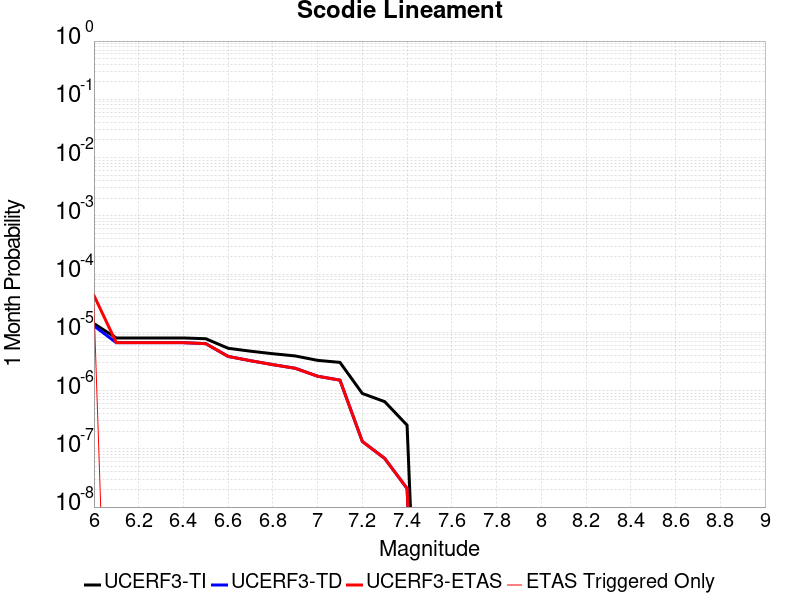 Scodie Lineament
10^0
10^-1
10^-2
10^-3
10^-4
10^-5
10^-6
10^-7
10^-8
1 Month Probability
6 6.2 6.4 6.6 6.8 7 7.2 7.4 7.6 7.8 8 8.2 8.4 8.6 8.8 9
Magnitude
UCERF3-TI UCERF3-TD UCERF3-ETAS ETAS Triggered Only